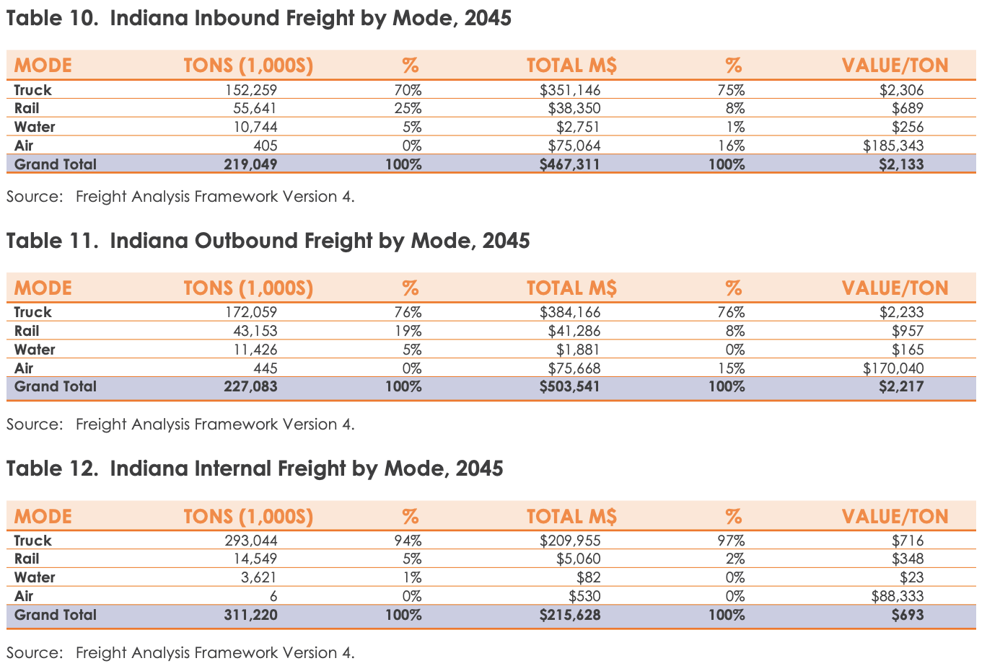 Table 10. Indiana Inbound Freight by Mode, 2045
MODE TONS (1,000S) % TOTAL M$ % VALUE/TON
Truck 152,259 70% $351,146 75% $2,306
Rail 55,641 25% $38,350 8% $689
Water 10,744 5% $2,751 1% $256
Air 405 0% $75,064 16% $185,343
Grand Total 219,049 100% $467,311 100% $2,133
Source: Freight Analysis Framework Version 4.
Table 11. Indiana Outbound Freight by Mode, 2045
MODE TONS (1,000S) % TOTAL M$ % VALUE/TON
Truck 172,059 76% $384,166 76% $2,233
Rail 43,153 19% $41,286 8% $957
Water 11,426 5% $1,881 0% $165
Air 445 0% $75,668 15% $170,040
Grand Total 227,083 100% $503,541 100% $2,217
Source: Freight Analysis Framework Version 4.
Table 12. Indiana Internal Freight by Mode, 2045
MODE TONS (1,000S) % TOTAL M$ % VALUE/TON
Truck 293,044 94% $209,955 97% $716
Rail 14,549 5% $5,060 2% $348
Water 3,621 1% $82 0% $23
Air 6 0% $530 0% $88,333
Grand Total 311,220 100% $215,628 100% $693
Source: Freight Analysis Framework Version 4.